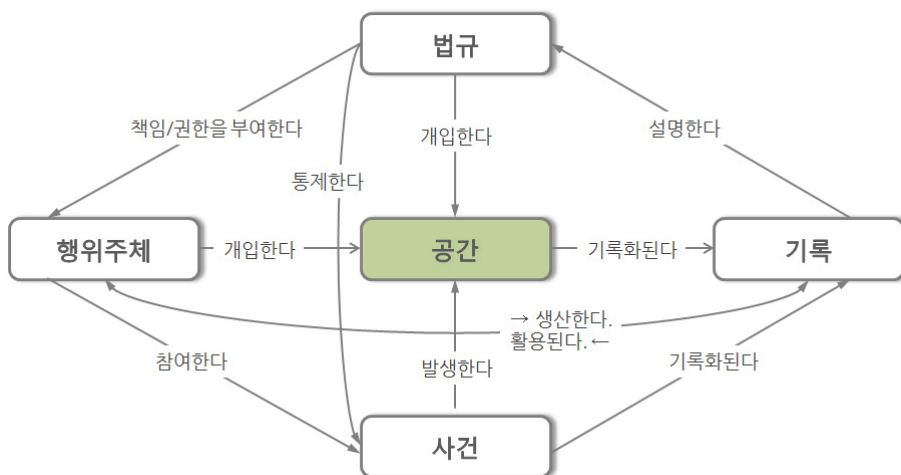 법규
책임/권한을 부여한다
개입한다
설명한다
통제한다
행위주체
개입한다
공간
기록화된다
기록
→ 생산한다.
활용된다. ←
참여한다
발생한다
기록화된다
사건